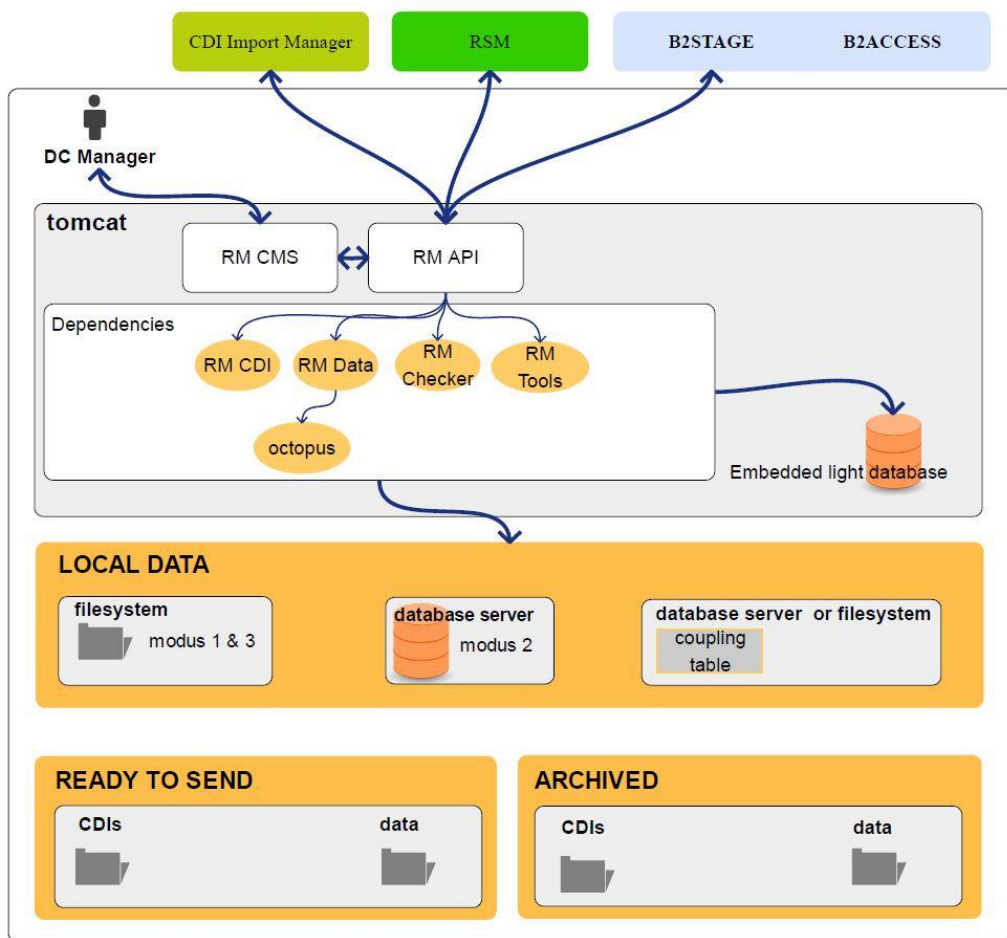 CDI Import Manager
RSM
B2STAGE
B2ACCESS
DC Manager
tomcat
RM CMS
RM API
Dependencies
RM CDI
RM Data
RM
Checker
RM
Tools
octopus
Embedded light database
LOCAL DATA
filesystem
modus 1 & 3
database server
modus 2
database server or filesystem
coupling
table
READY TO SEND
CDIs
data
ARCHIVED
CDIs
data